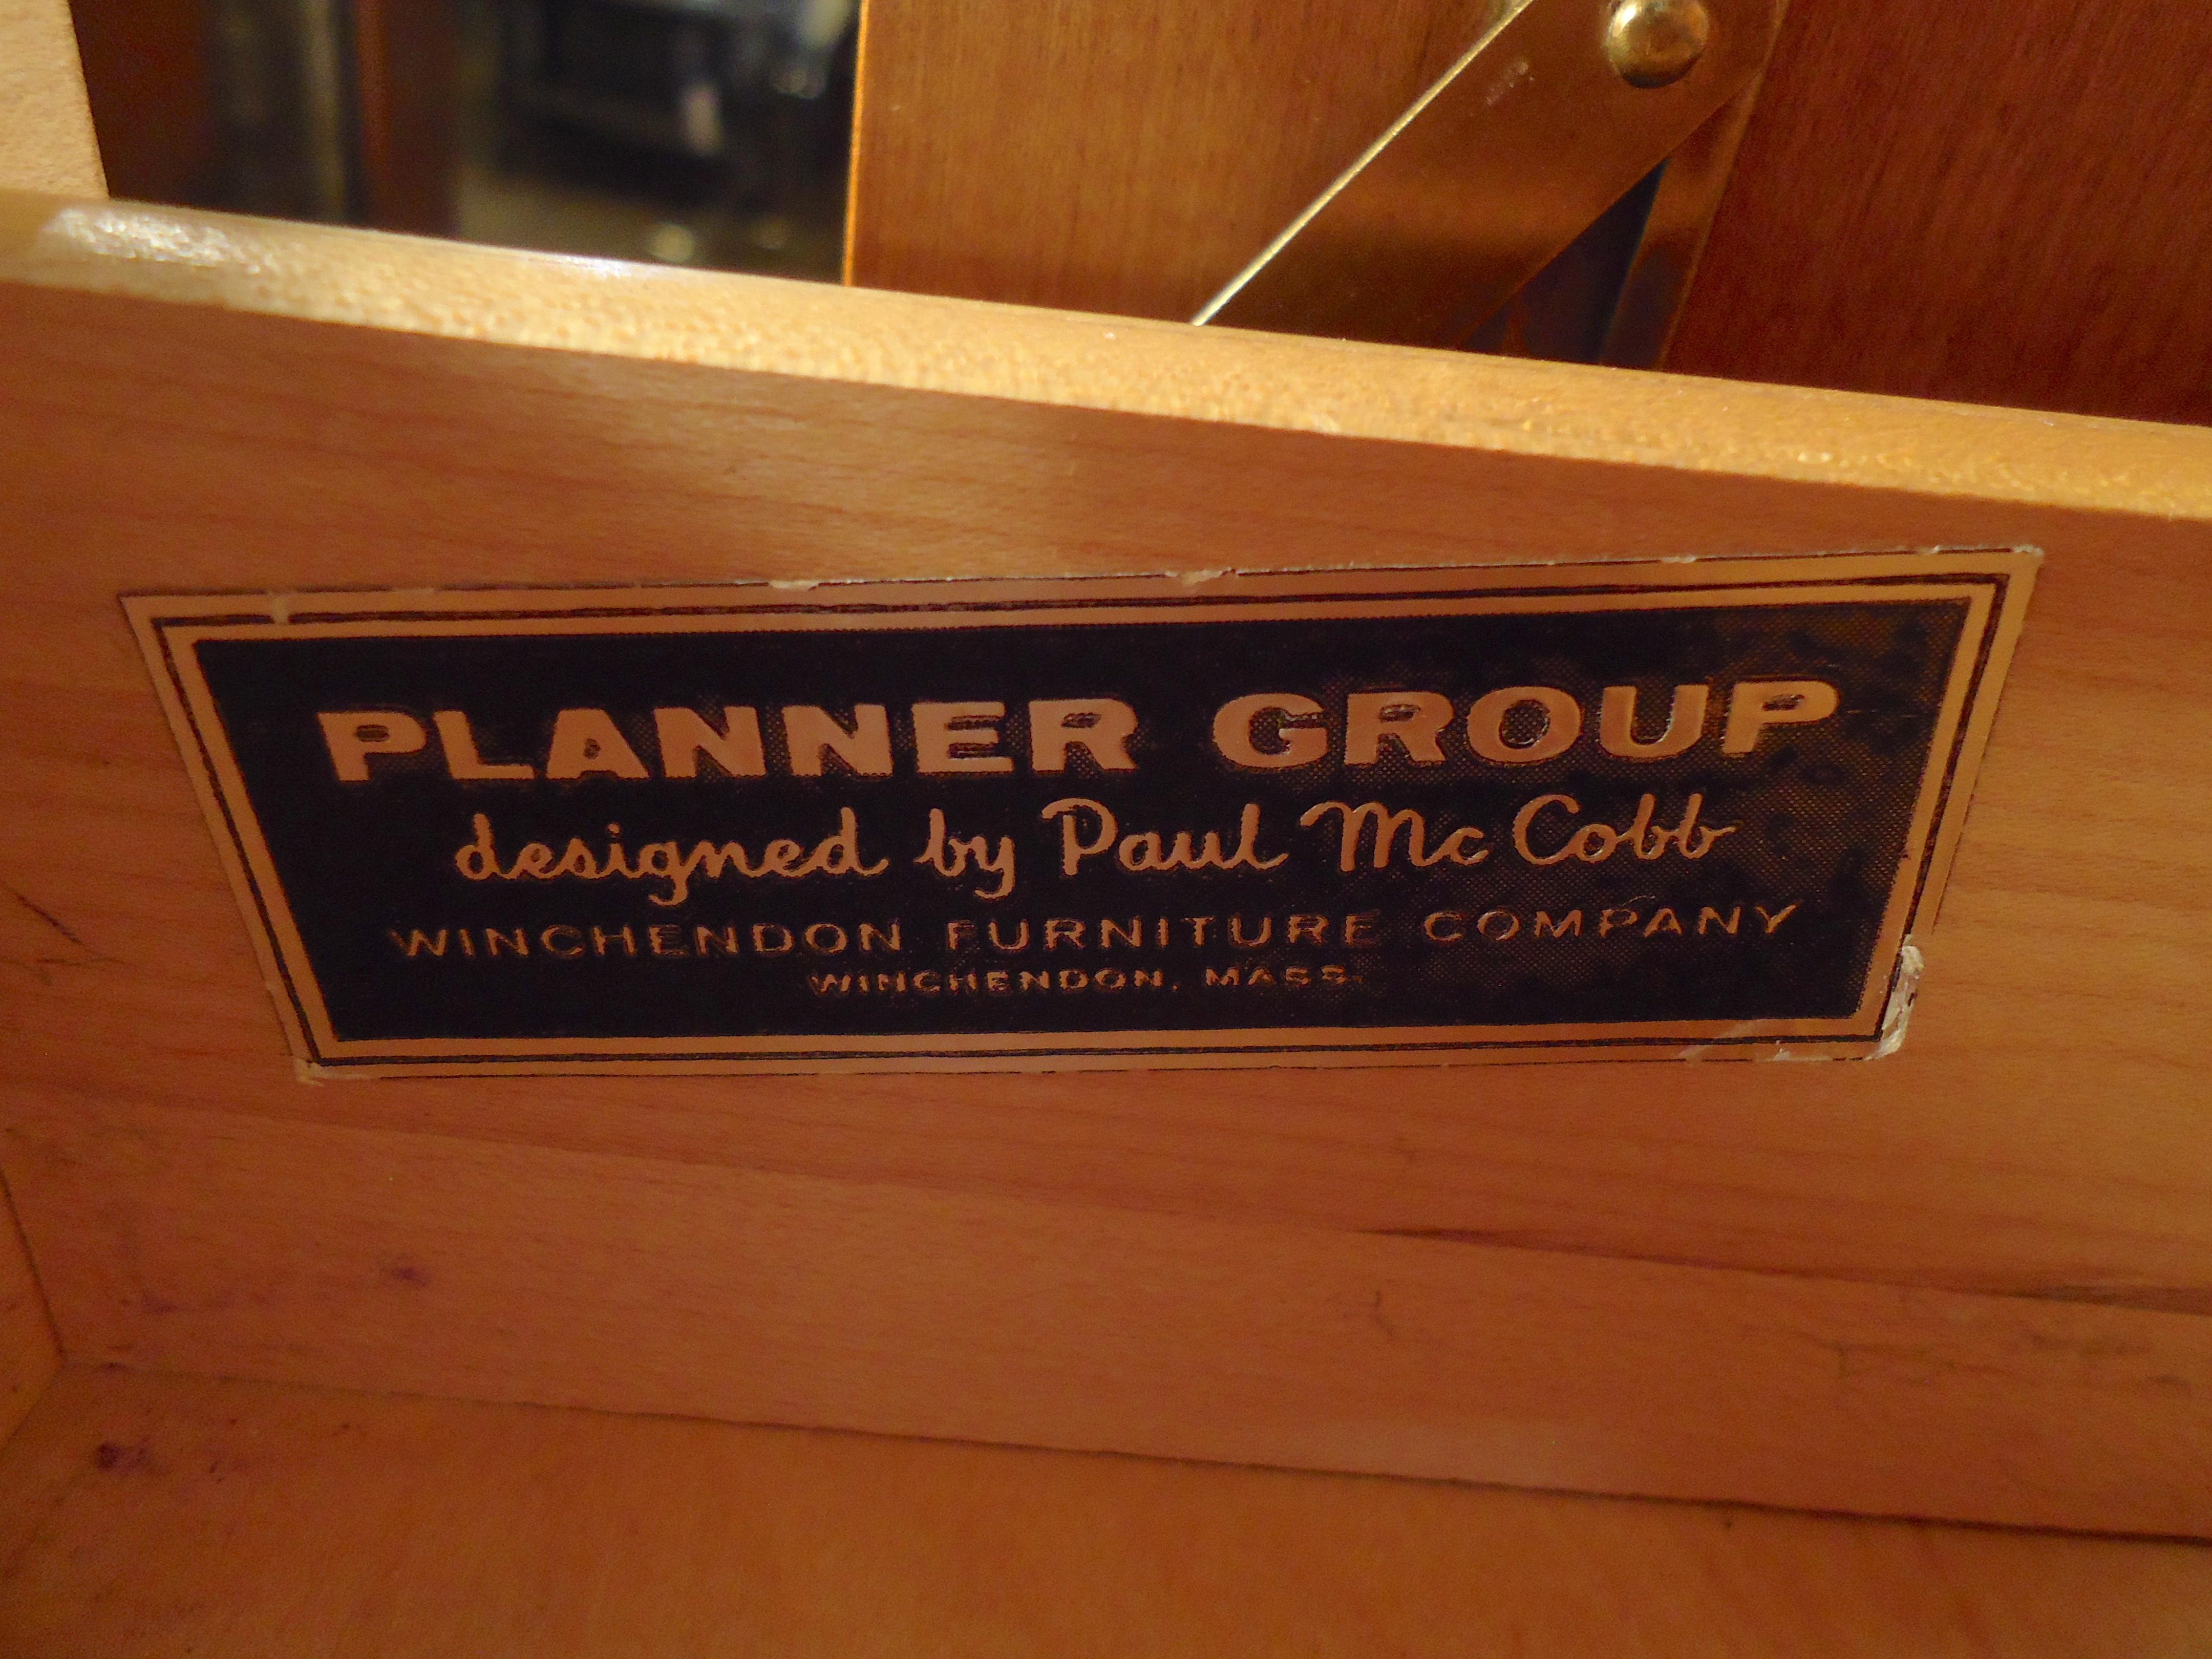 PLANNER GROUP
designed by Paul McCobb
WINCHENDON FURNITURE COMPANY
WINCHENDON, MASS.